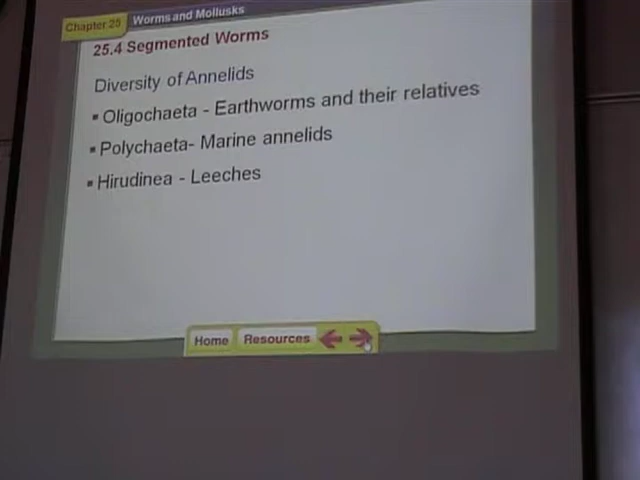 Chapter 25 Worms and Mollusks
25.4 Segmented Worms
Diversity of Annelids
▪ Oligochaeta - Earthworms and their relatives
▪ Polychaeta- Marine annelids
▪ Hirudinea - Leeches
Home Resources